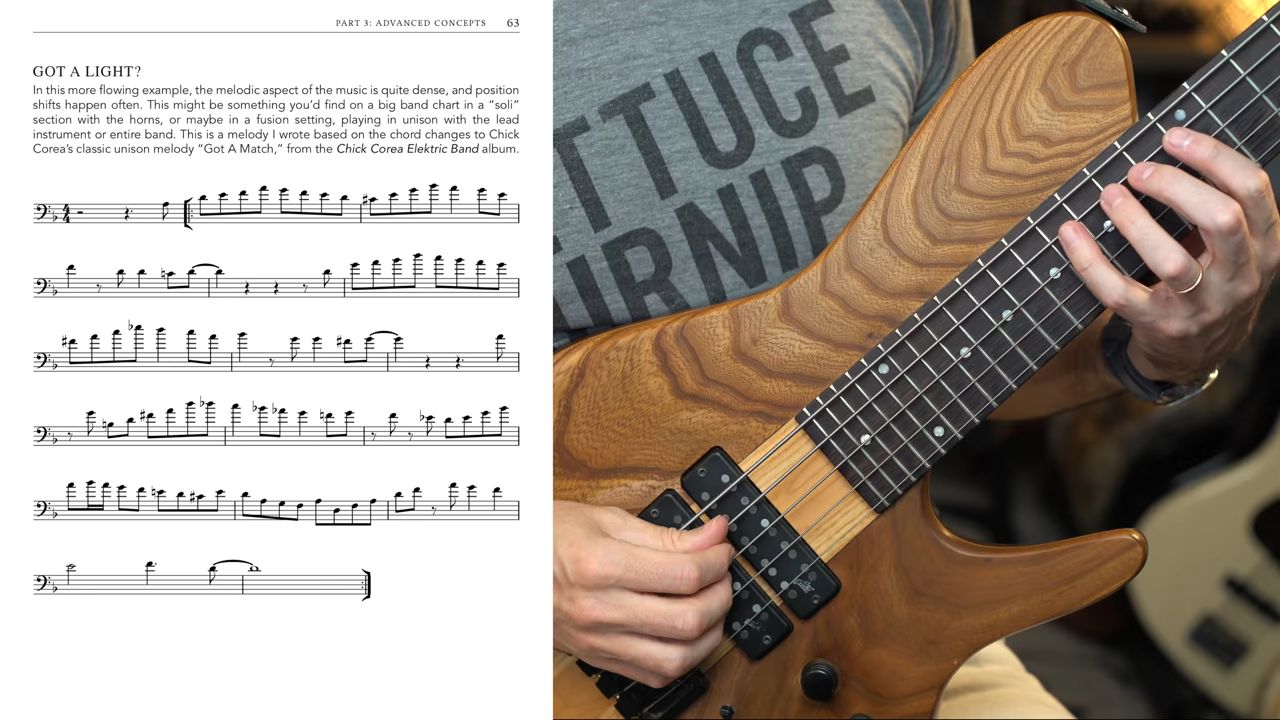 PART 3: ADVANCED CONCEPTS 63
GOT A LIGHT?
In this more flowing example, the melodic aspect of the music is quite dense, and position
shifts happen often. This might be something you'd find on a big band chart in a "soli"
section with the horns, or maybe in a fusion setting, playing in unison with the lead
instrument or entire band. This is a melody I wrote based on the chord changes to Chick
Corea's classic unison melody "Got A Match," from the Chick Corea Elektric Band album.
4
4
TTUCE
URNIP